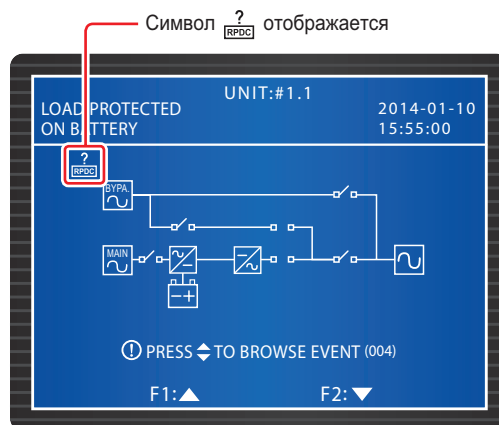 Символ ? RPDC отображается
UNIT:#1.1
LOAD PROTECTED
2014-01-10
ON BATTERY
15:55:00
?
RPDC
BYPA.
MAIN
PRESS TO BROWSE EVENT (004)
F1:
F2: